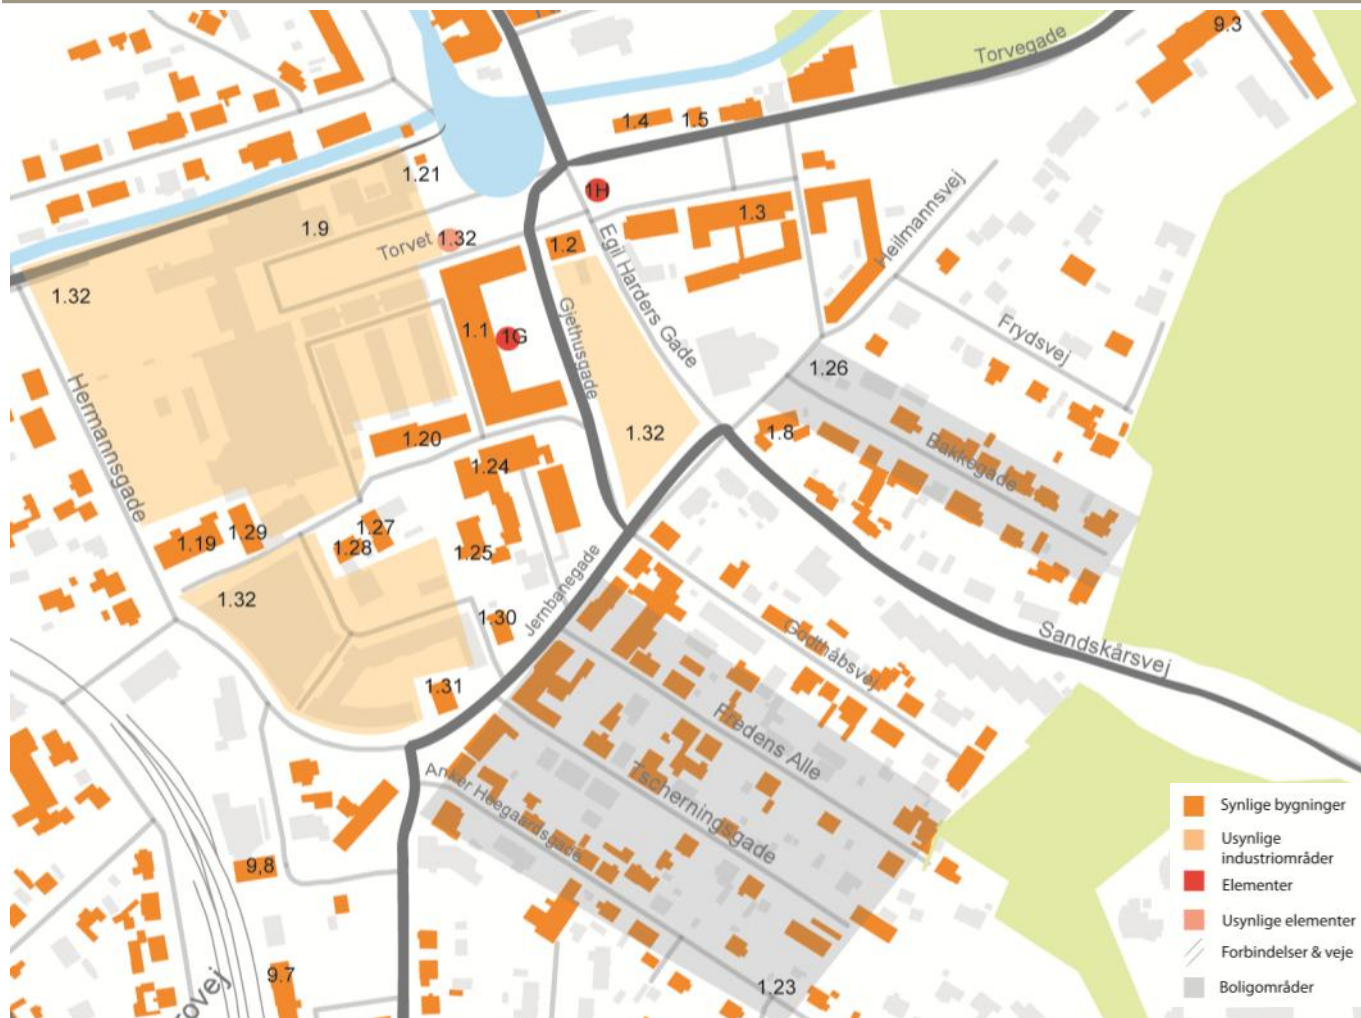 9.3
Torvegade
1.4
1.5
1.21
1H
1.9
Torvet
1.32
1.2
1.3
Heilmannsvej
Egil Harders Gade
1.32
1.1
1G
Gjethusgade
Frydsvej
1.26
Hermannsgade
1.20
1.32
1.8
Bakkegade
1.24
1.19
1.29
1.27
1.28
1.25
Jernbanegade
1.32
1.30
Godthåbsvej
Sandskårsvej
1.31
Fredens Alle
Tscherningsgade
Anker Heegaardsgade
9,8
9.7
ovej
1.23
Synlige bygninger
Usynlige
industriområder
Elementer
Usynlige elementer
Forbindelser & veje
Boligområder